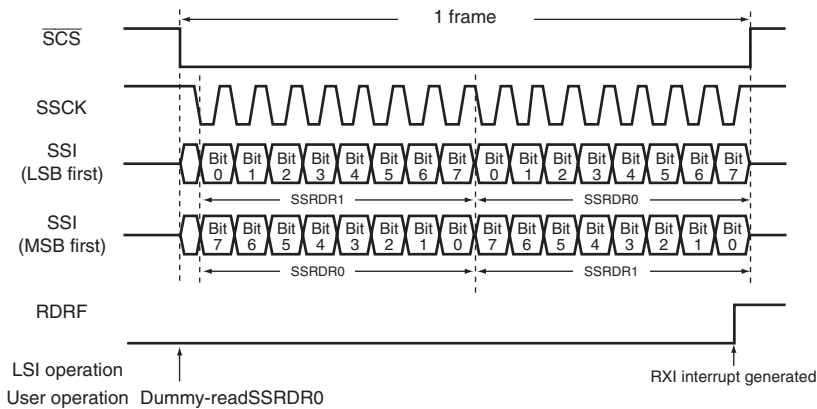 1 frame
SCS
SSCK
SSI
(LSB first)
Bit 0 Bit 1 Bit 2 Bit 3 Bit 4 Bit 5 Bit 6 Bit 7 Bit 0 Bit 1 Bit 2 Bit 3 Bit 4 Bit 5 Bit 6 Bit 7
SSRDR1 SSRDR0
SSI
(MSB first)
Bit 7 Bit 6 Bit 5 Bit 4 Bit 3 Bit 2 Bit 1 Bit 0 Bit 7 Bit 6 Bit 5 Bit 4 Bit 3 Bit 2 Bit 1 Bit 0
SSRDR0 SSRDR1
RDRF
LSI operation
RXI interrupt generated
User operation Dummy-readSSRDR0